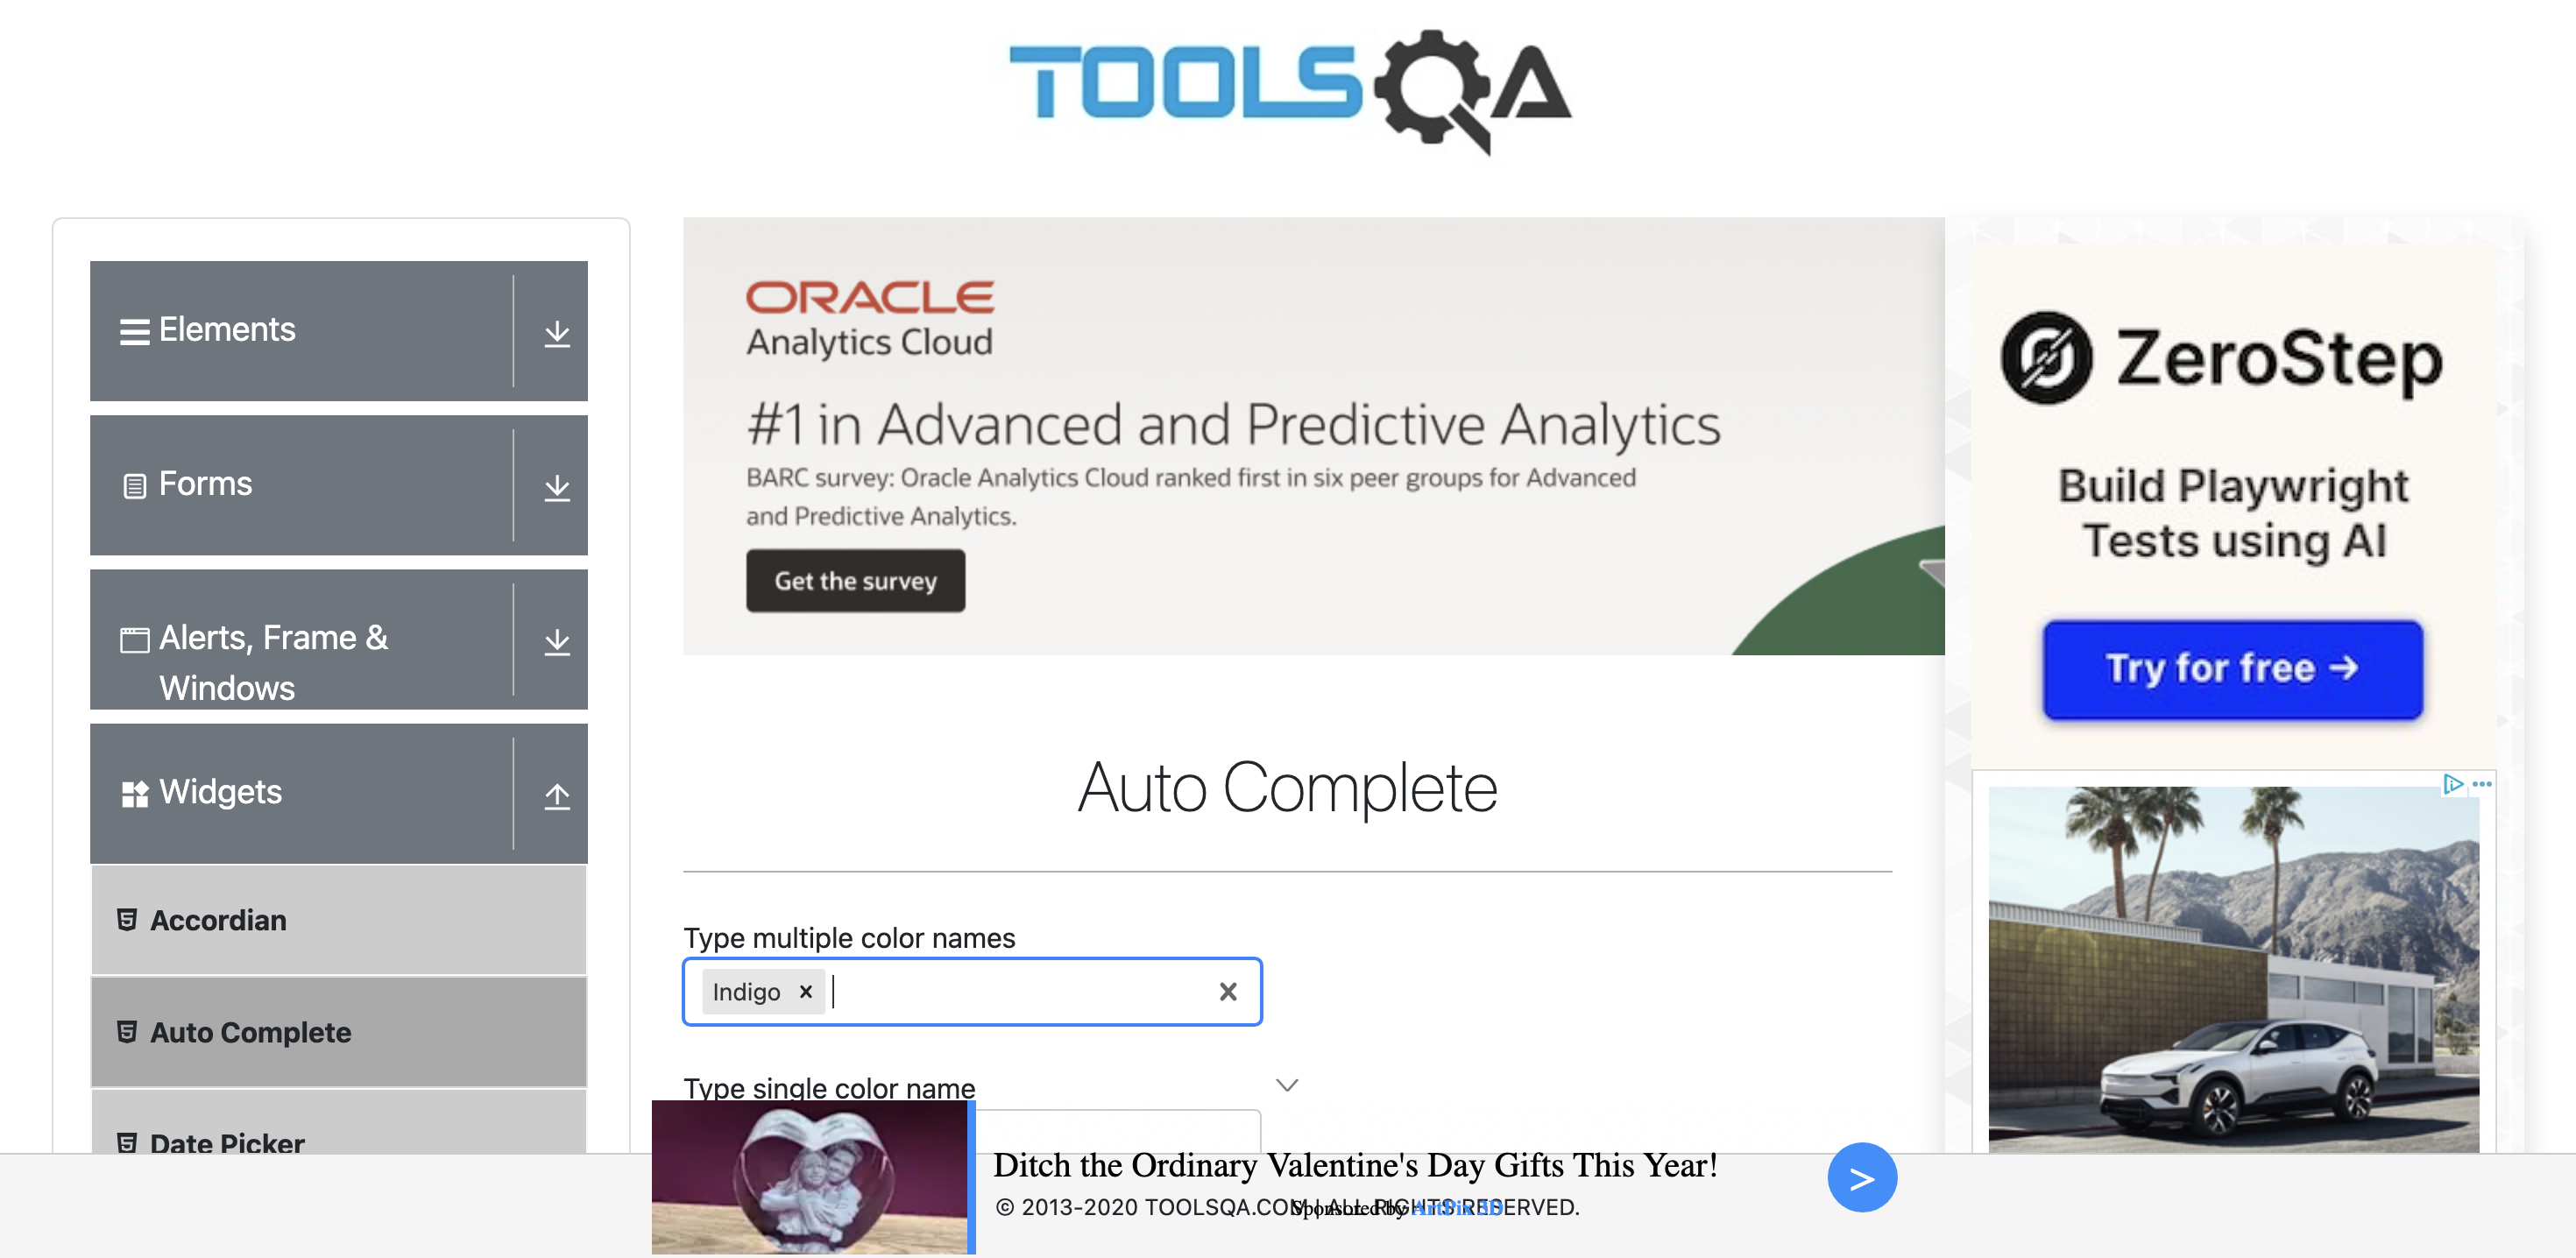 TOOLSQA
Elements
Forms
Alerts, Frame &
Windows
Widgets
Accordian
Auto Complete
Date Picker
ORACLE
Analytics Cloud
#1 in Advanced and Predictive Analytics
BARC survey: Oracle Analytics Cloud ranked first in six peer groups for Advanced
and Predictive Analytics.
Get the survey
Auto Complete
Type multiple color names
Indigo
Type single color name
ZeroStep
Build Playwright
Tests using AI
Try for free →
Ditch the Ordinary Valentine's Day Gifts This Year!
© 2013-2020 TOOLSQA.COM | ALL RIGHTS RESERVED.
Sponsored by ArtPix 3D